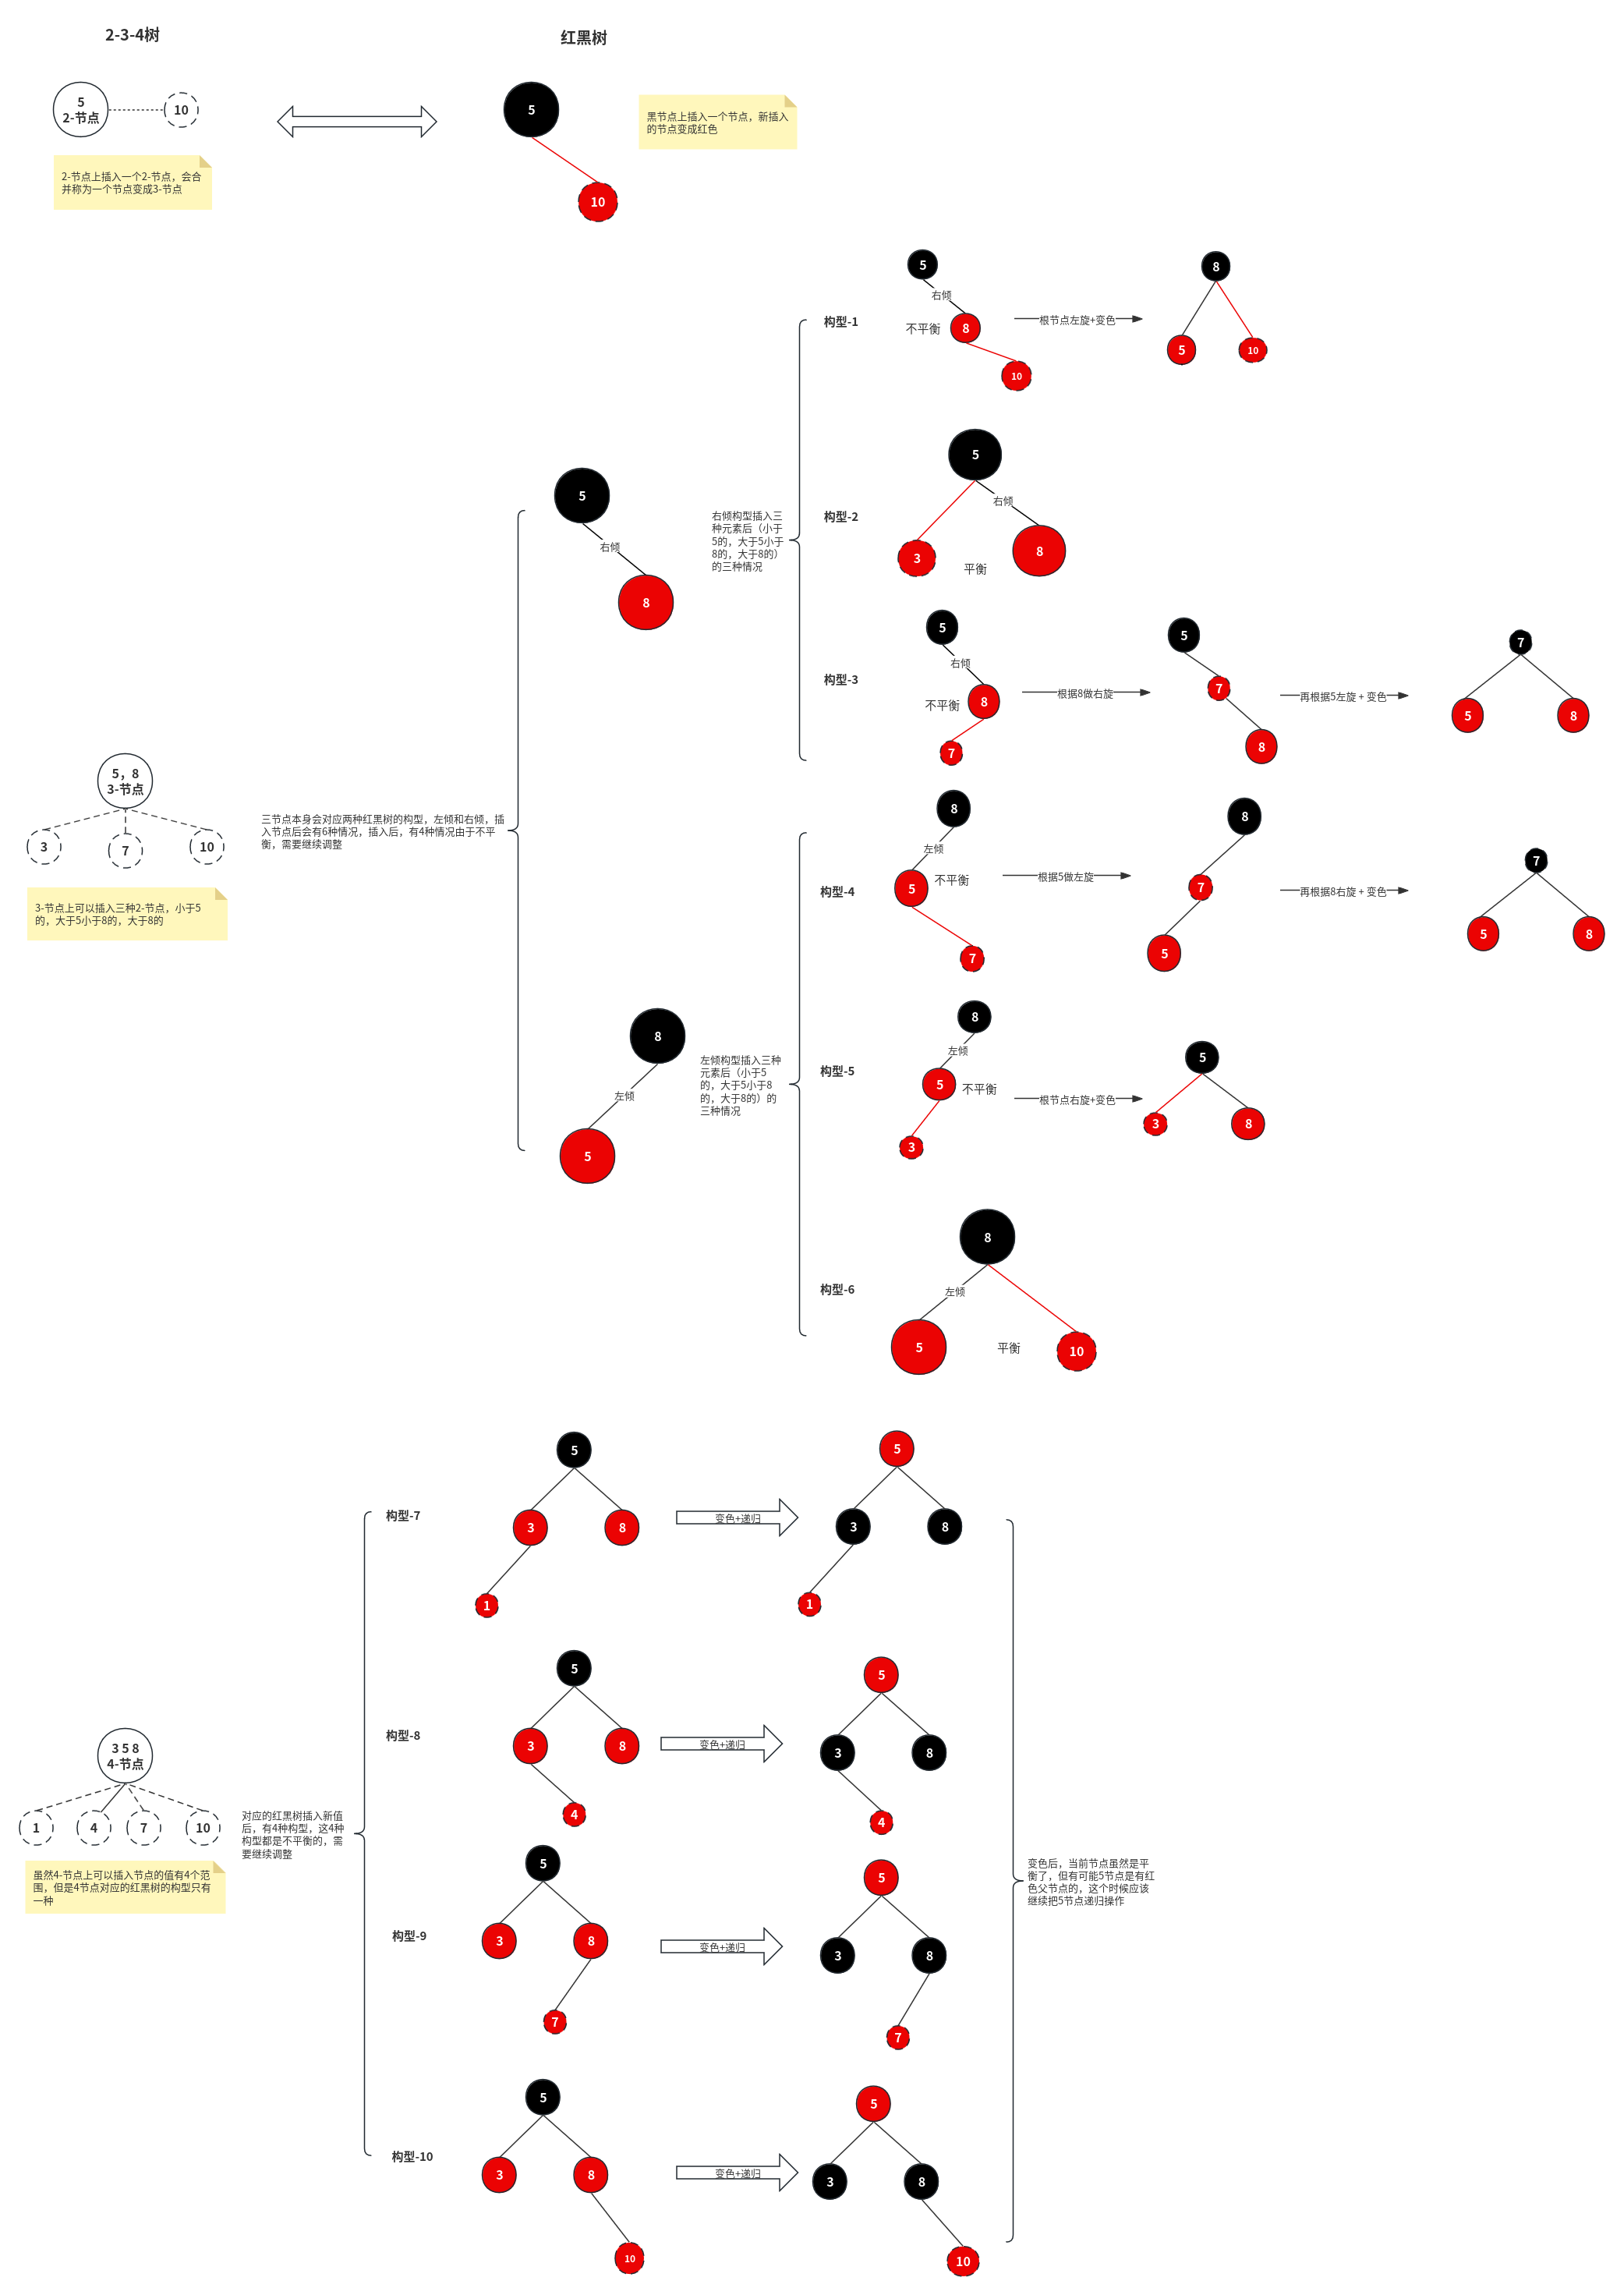 2-3-4树
红黑树
5
2-节点
10
5
10
黑节点上插入一个节点，新插入
的节点变成红色
2-节点上插入一个2-节点，会合
并称为一个节点变成3-节点
构型-1
5
右倾
不平衡
8
10
根节点左旋+变色
8
5
10
5
右倾
8
右倾构型插入三
种元素后（小于
5的，大于5小于
8的，大于8的）
的三种情况
构型-2
5
右倾
3
8
平衡
构型-3
5
右倾
不平衡
8
7
根据8做右旋
5
7
8
再根据5左旋 + 变色
7
5
8
5，8
3-节点
3
7
10
3-节点上可以插入三种2-节点，小于5
的，大于5小于8的，大于8的
三节点本身会对应两种红黑树的构型，左倾和右倾，插
入节点后会有6种情况，插入后，有4种情况由于不平
衡，需要继续调整
构型-4
8
左倾
5
不平衡
7
根据5做左旋
8
7
5
再根据8右旋 + 变色
7
5
8
8
左倾
5
左倾构型插入三种
元素后（小于5
的，大于5小于8
的，大于8的）的
三种情况
构型-5
8
左倾
5
不平衡
3
根节点右旋+变色
5
3
8
构型-6
8
左倾
5
平衡
10
构型-7
5
3
8
1
变色+递归
5
3
8
1
构型-8
5
3
8
4
变色+递归
5
3
8
4
3 5 8
4-节点
1
4
7
10
虽然4-节点上可以插入节点的值有4个范
围，但是4节点对应的红黑树的构型只有
一种
对应的红黑树插入新值
后，有4种构型，这4种
构型都是不平衡的，需
要继续调整
构型-9
5
3
8
7
变色+递归
5
3
8
7
变色后，当前节点虽然是平
衡了，但有可能5节点是有红
色父节点的，这个时候应该
继续把5节点递归操作
构型-10
5
3
8
10
变色+递归
5
3
8
10